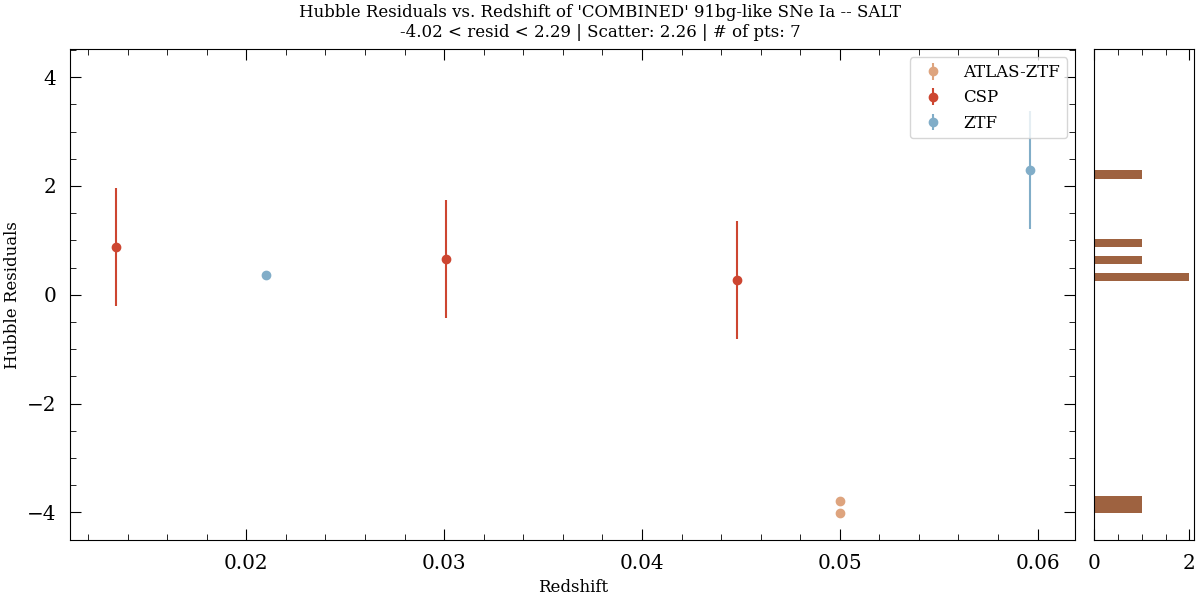 Hubble Residuals vs. Redshift of 'COMBINED' 91bg-like SNe Ia -- SALT
-4.02 < resid < 2.29 | Scatter: 2.26 | # of pts: 7
ATLAS-ZTF
CSP
ZTF
Hubble Residuals
4
2
0
−2
−4
0.02
0.03
0.04
0.05
0.06
Redshift
0
2